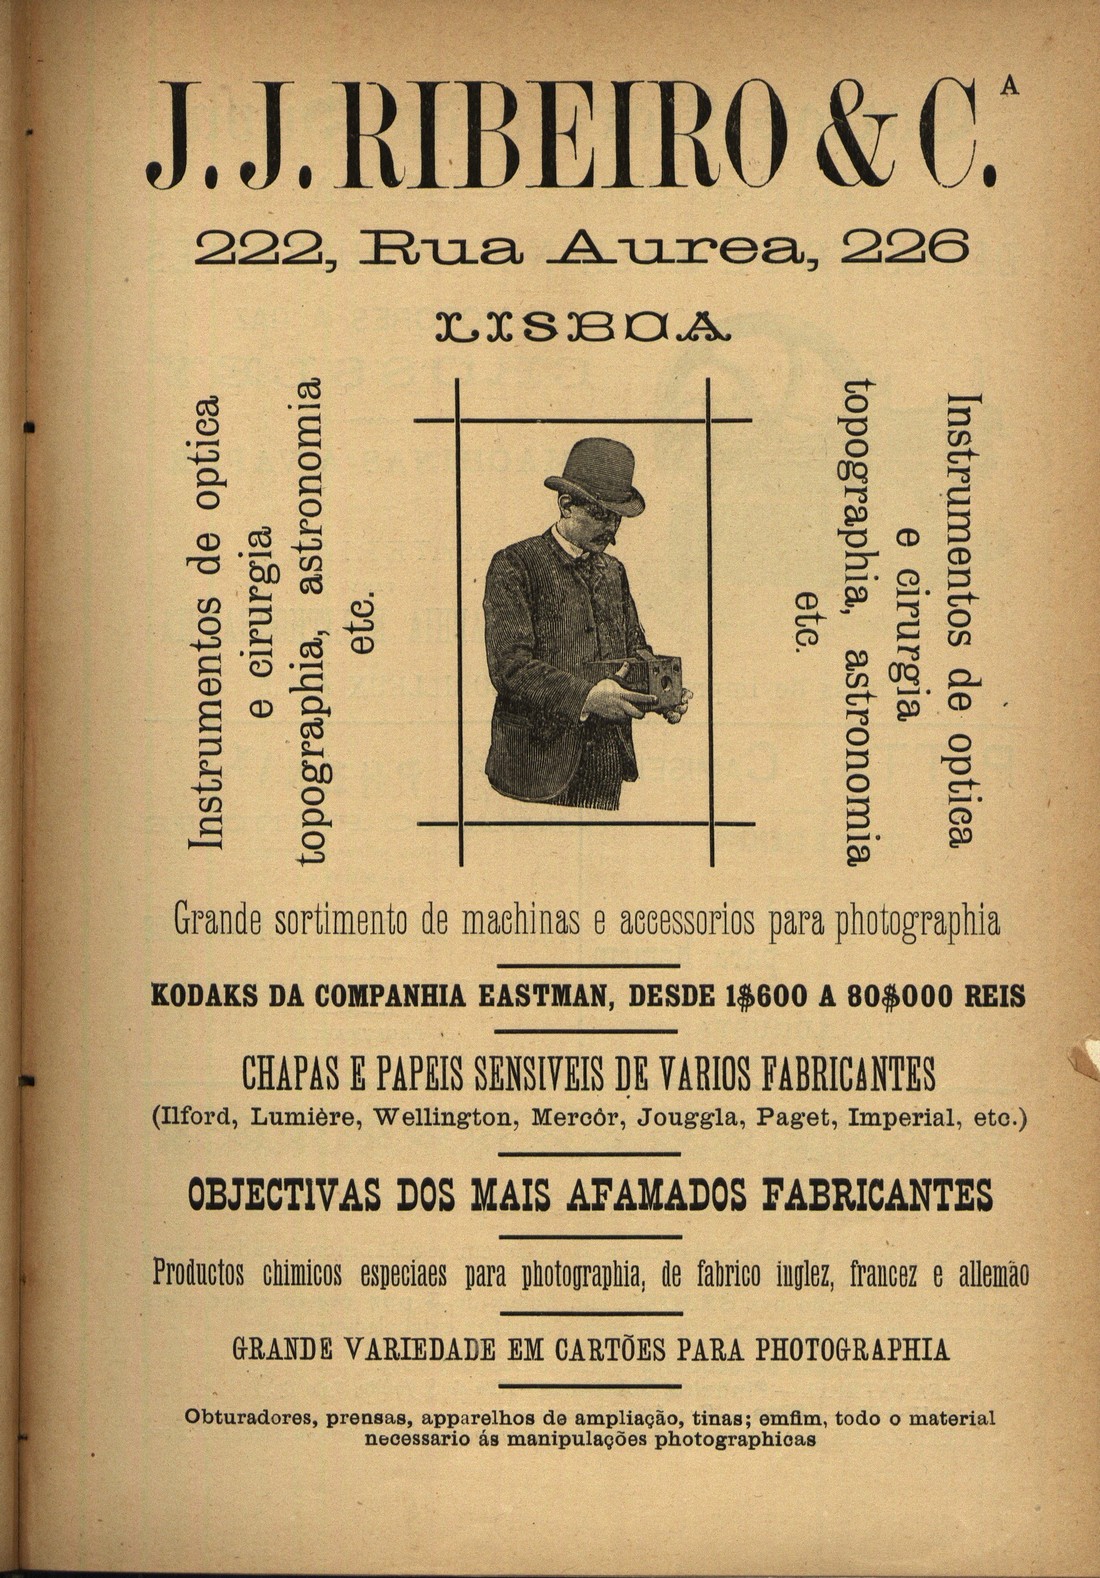 J. J. RIBEIRO & C.A
222, Rua Aurea, 226
LISBOA
Instrumentos de optica
e cirurgia
topographia, astronomia
etc.
Instrumentos de optica
e cirurgia
topographia, astronomia
etc.
Grande sortimento de machinas e accessorios para photographia
KODAKS DA COMPANHIA EASTMAN, DESDE 1$600 A 80$000 REIS
CHAPAS E PAPEIS SENSIVEIS DE VARIOS FABRICANTES
(Ilford, Lumière, Wellington, Mercôr, Jouggla, Paget, Imperial, etc.)
OBJECTIVAS DOS MAIS AFAMADOS FABRICANTES
Productos chimicos especiaes para photographia, de fabrico inglez, francez e allemão
GRANDE VARIEDADE EM CARTÕES PARA PHOTOGRAPHIA
Obturadores, prensas, apparelhos de ampliação, tinas; emfim, todo o material
necessario ás manipulações photographicas